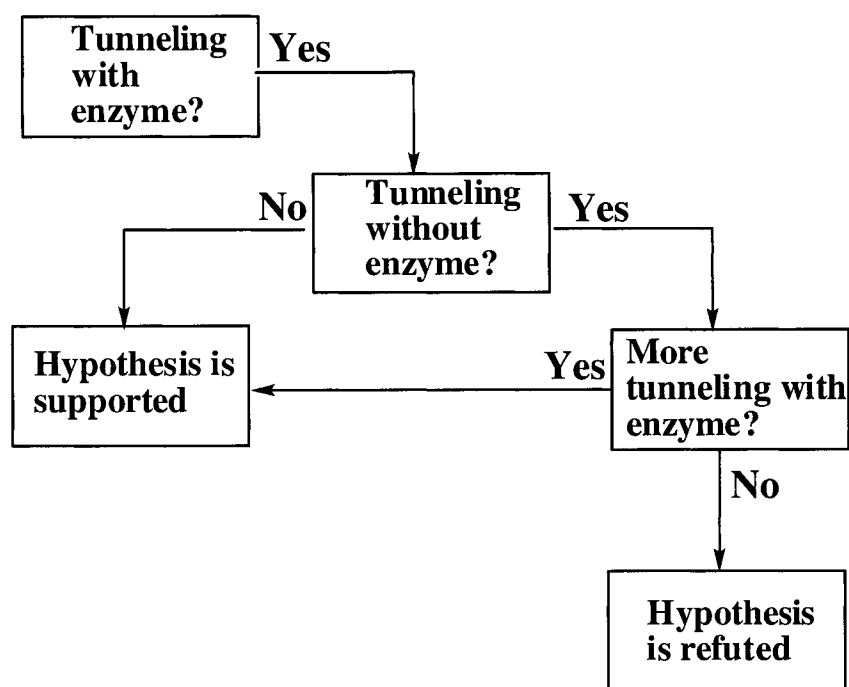 Tunneling
with
enzyme?
Yes
Tunneling
without
enzyme?
No
Yes
Hypothesis is
supported
Yes
More
tunneling with
enzyme?
No
Hypothesis
is refuted